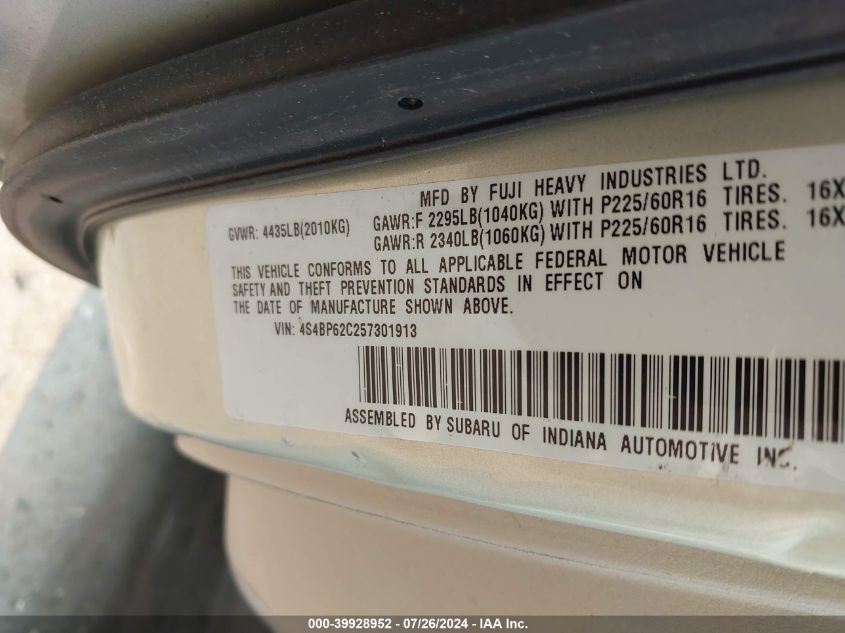 MFD BY FUJI HEAVY INDUSTRIES LTD.
GVWR: 4435LB(2010KG) GAWR:F 2295LB(1040KG) WITH P225/60R16 TIRES. 16X
GAWR:R 2340LB(1060KG) WITH P225/60R16 TIRES. 16X
THIS VEHICLE CONFORMS TO ALL APPLICABLE FEDERAL MOTOR VEHICLE
SAFETY AND THEFT PREVENTION STANDARDS IN EFFECT ON
THE DATE OF MANUFACTURE SHOWN ABOVE.
VIN: 4S4BP62C257301913
ASSEMBLED BY SUBARU OF INDIANA AUTOMOTIVE INC.
000-39928952 - 07/26/2024 - IAA Inc.